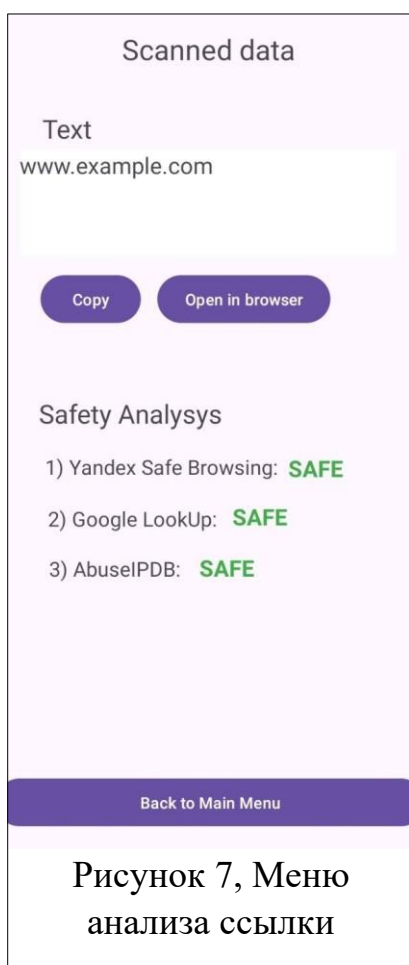 Scanned data
Text
www.example.com
Copy Open in browser
Safety Analysys
1) Yandex Safe Browsing: SAFE
2) Google LookUp: SAFE
3) AbuseIPDB: SAFE
Back to Main Menu
Рисунок 7, Меню
анализа ссылки